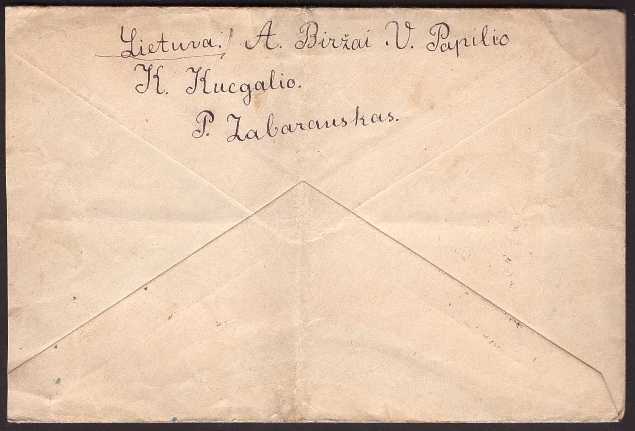 Lietuva! A. Biržai V. Papilio
K. Kucgalio.
P. Zabarauskas.